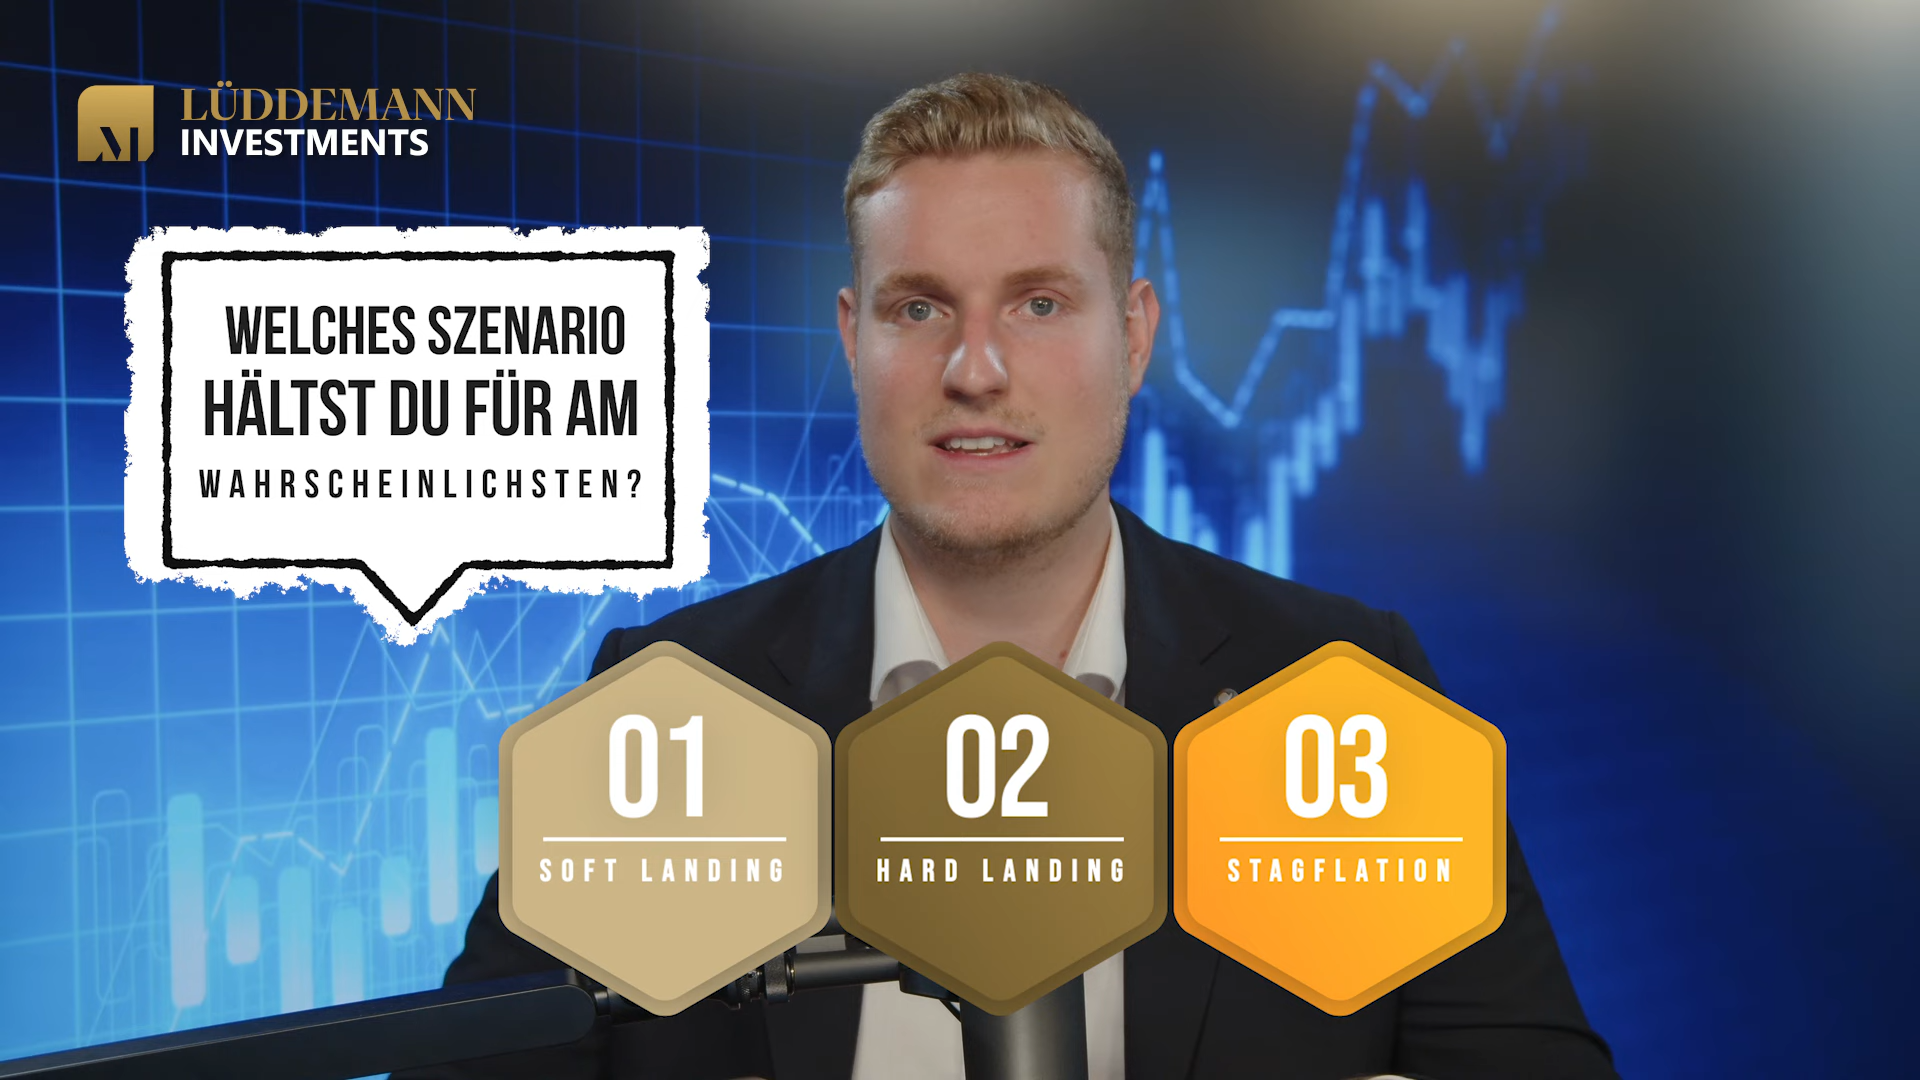 LÜDDEMANN
INVESTMENTS
WELCHES SZENARIO
HÄLTST DU FÜR AM
WAHRSCHEINLICHSTEN?
01
SOFT LANDING
02
HARD LANDING
03
STAGFLATION